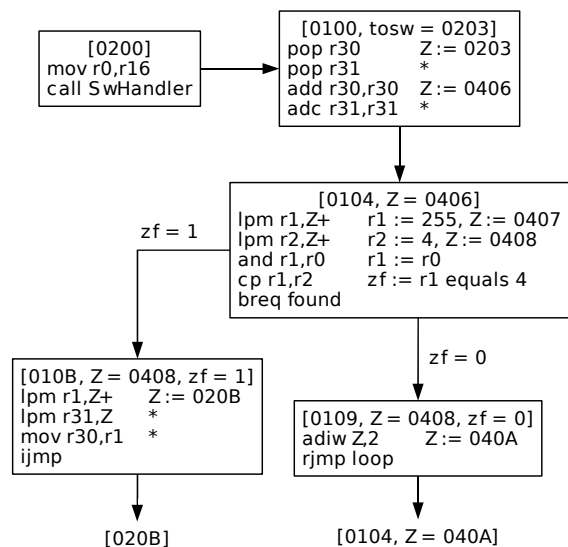 [0200]
mov r0,r16
call SwHandler
[0100, tosw = 0203]
pop r30 Z := 0203
pop r31 *
add r30,r30 Z := 0406
adc r31,r31 *
[0104, Z = 0406]
lpm r1,Z+ r1 := 255, Z := 0407
lpm r2,Z+ r2 := 4, Z := 0408
and r1,r0 r1 := r0
cp r1,r2 zf := r1 equals 4
breq found
zf = 1
zf = 0
[010B, Z = 0408, zf = 1]
lpm r1,Z+ Z := 020B
lpm r31,Z *
mov r30,r1 *
ijmp
[0109, Z = 0408, zf = 0]
adiw Z,2 Z := 040A
rjmp loop
[020B]
[0104, Z = 040A]